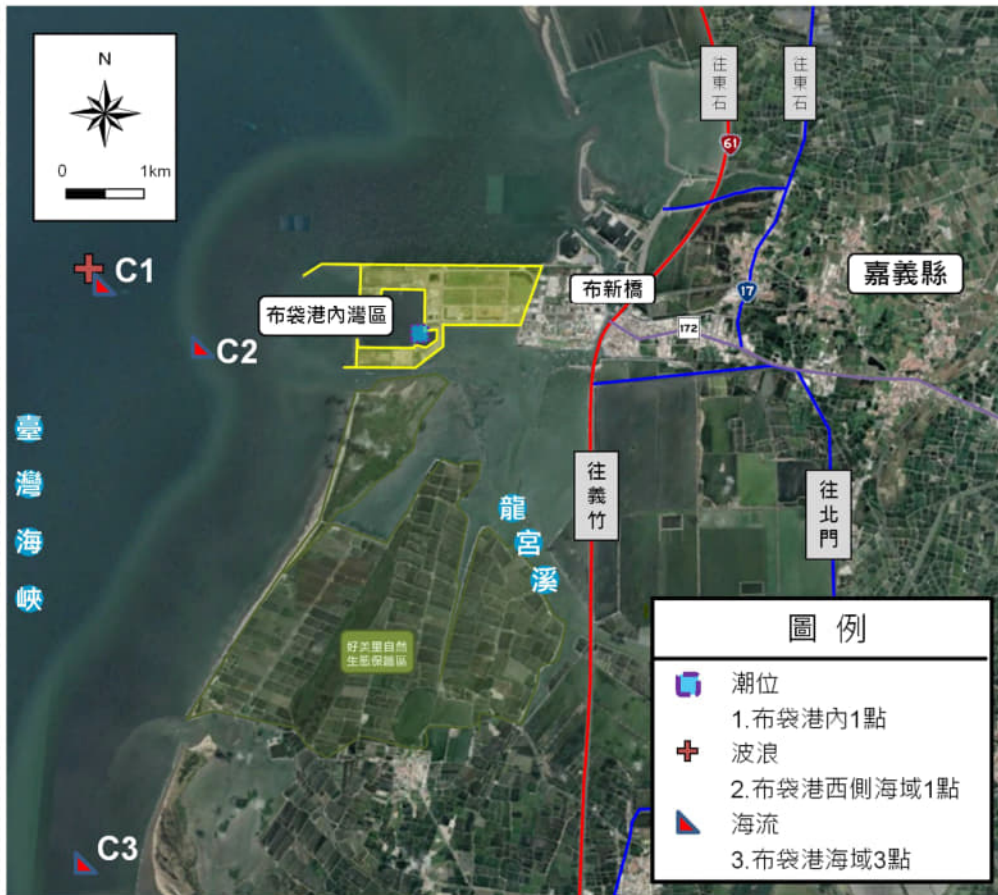 N
0 1km
往東石
往東石
61
C1
嘉義縣
布新橋
17
布袋港內灣區
172
C2
臺灣海峽
往義竹
往北門
龍宮溪
好美里自然
生態保護區
圖 例
潮位
1.布袋港內1點
波浪
2.布袋港西側海域1點
海流
3.布袋港海域3點
C3